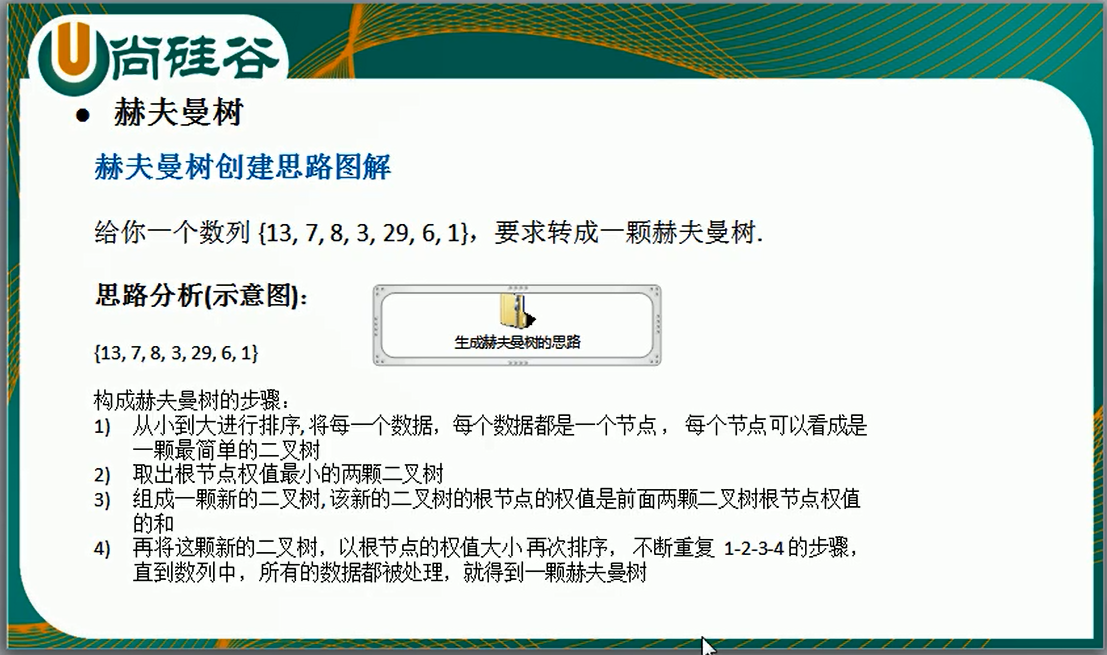 尚硅谷
● 赫夫曼树
赫夫曼树创建思路图解
给你一个数列 {13, 7, 8, 3, 29, 6, 1}，要求转成一颗赫夫曼树.
思路分析(示意图)：
生成赫夫曼树的思路
{13, 7, 8, 3, 29, 6, 1}
构成赫夫曼树的步骤：
1) 从小到大进行排序, 将每一个数据，每个数据都是一个节点 ， 每个节点可以看成是
一颗最简单的二叉树
2) 取出根节点权值最小的两颗二叉树
3) 组成一颗新的二叉树, 该新的二叉树的根节点的权值是前面两颗二叉树根节点权值
的和
4) 再将这颗新的二叉树，以根节点的权值大小 再次排序， 不断重复 1-2-3-4 的步骤，
直到数列中，所有的数据都被处理，就得到一颗赫夫曼树